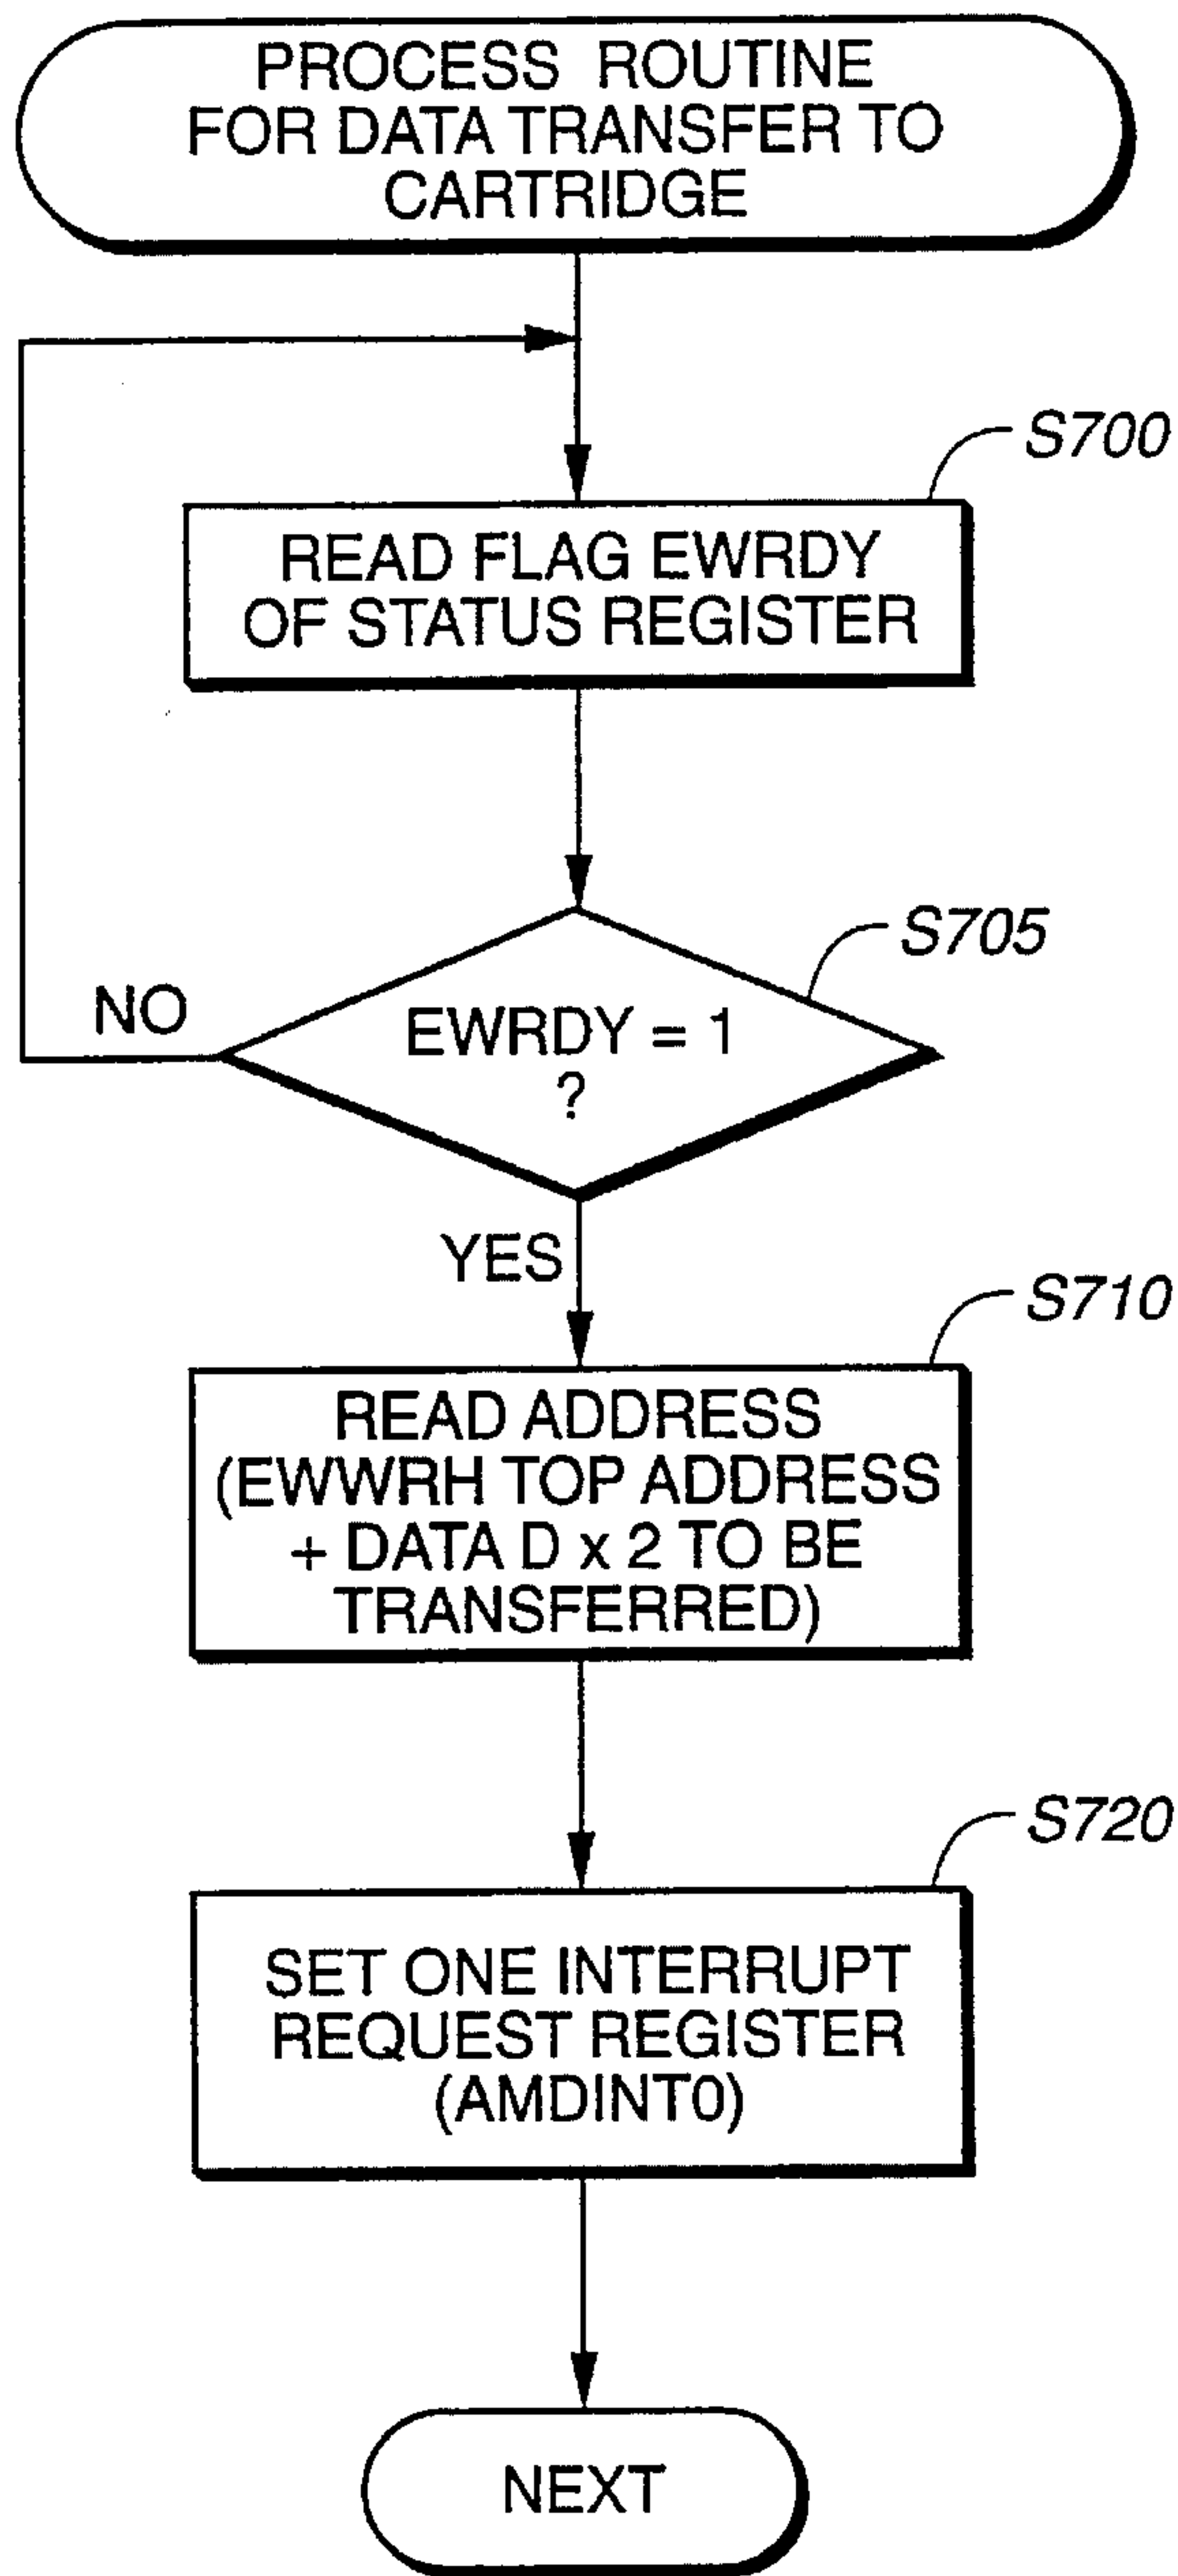 PROCESS ROUTINE
FOR DATA TRANSFER TO
CARTRIDGE
S700
READ FLAG EWRDY
OF STATUS REGISTER
S705
NO
EWRDY = 1
?
YES
S710
READ ADDRESS
(EWWRH TOP ADDRESS
+ DATA D x 2 TO BE
TRANSFERRED)
S720
SET ONE INTERRUPT
REQUEST REGISTER
(AMDINT0)
NEXT